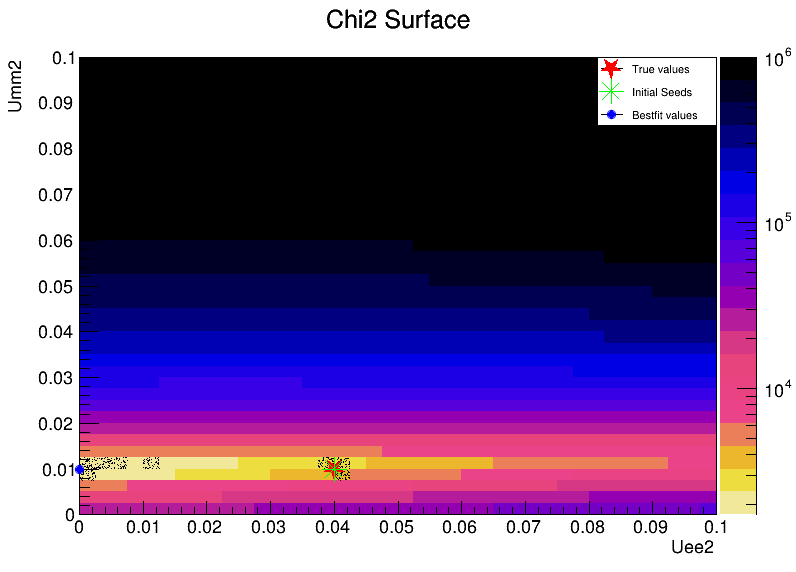 Chi2 Surface
Umm2
0.1
0.09
0.08
0.07
0.06
0.05
0.04
0.03
0.02
0.01
0
True values
Initial Seeds
Bestfit values
10^6
10^5
10^4
0 0.01 0.02 0.03 0.04 0.05 0.06 0.07 0.08 0.09 0.1
Uee2